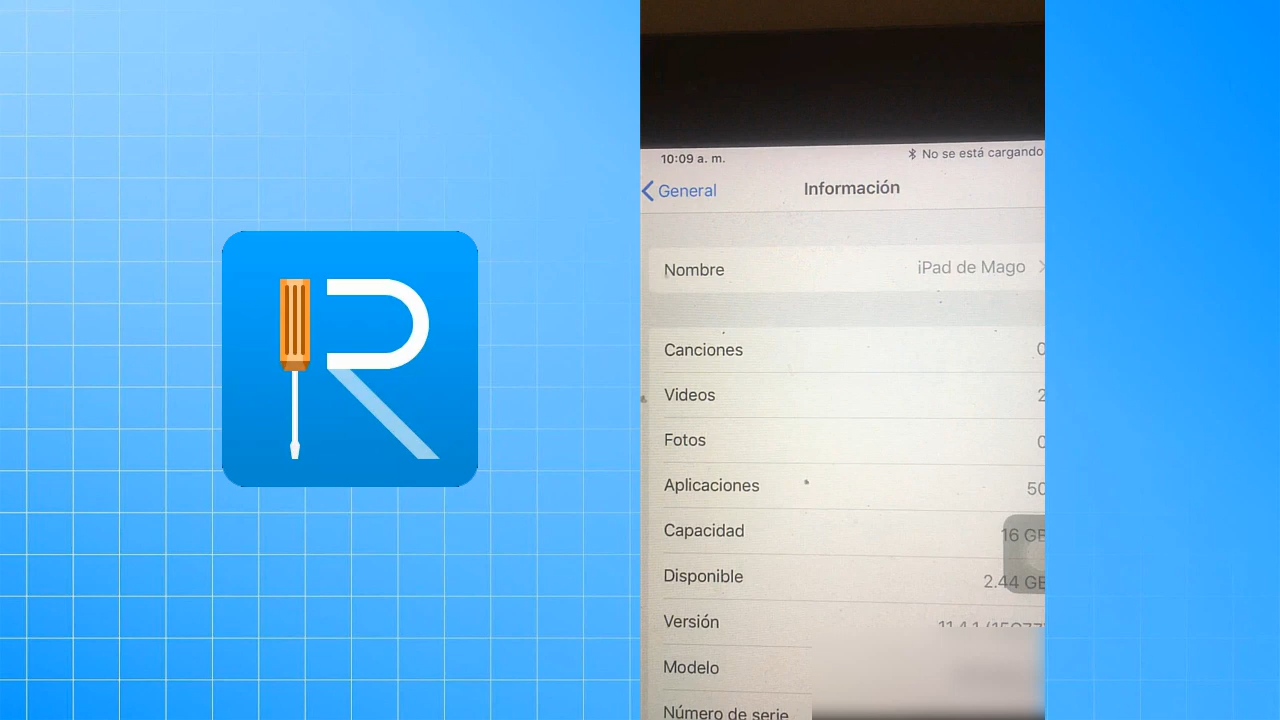 10:09 a. m.
No se está cargando
General
Información
Nombre
iPad de Mago
Canciones
0
Videos
2
Fotos
0
Aplicaciones
50
Capacidad
16 GB
Disponible
2.44 GB
Versión
Modelo
Número de serie